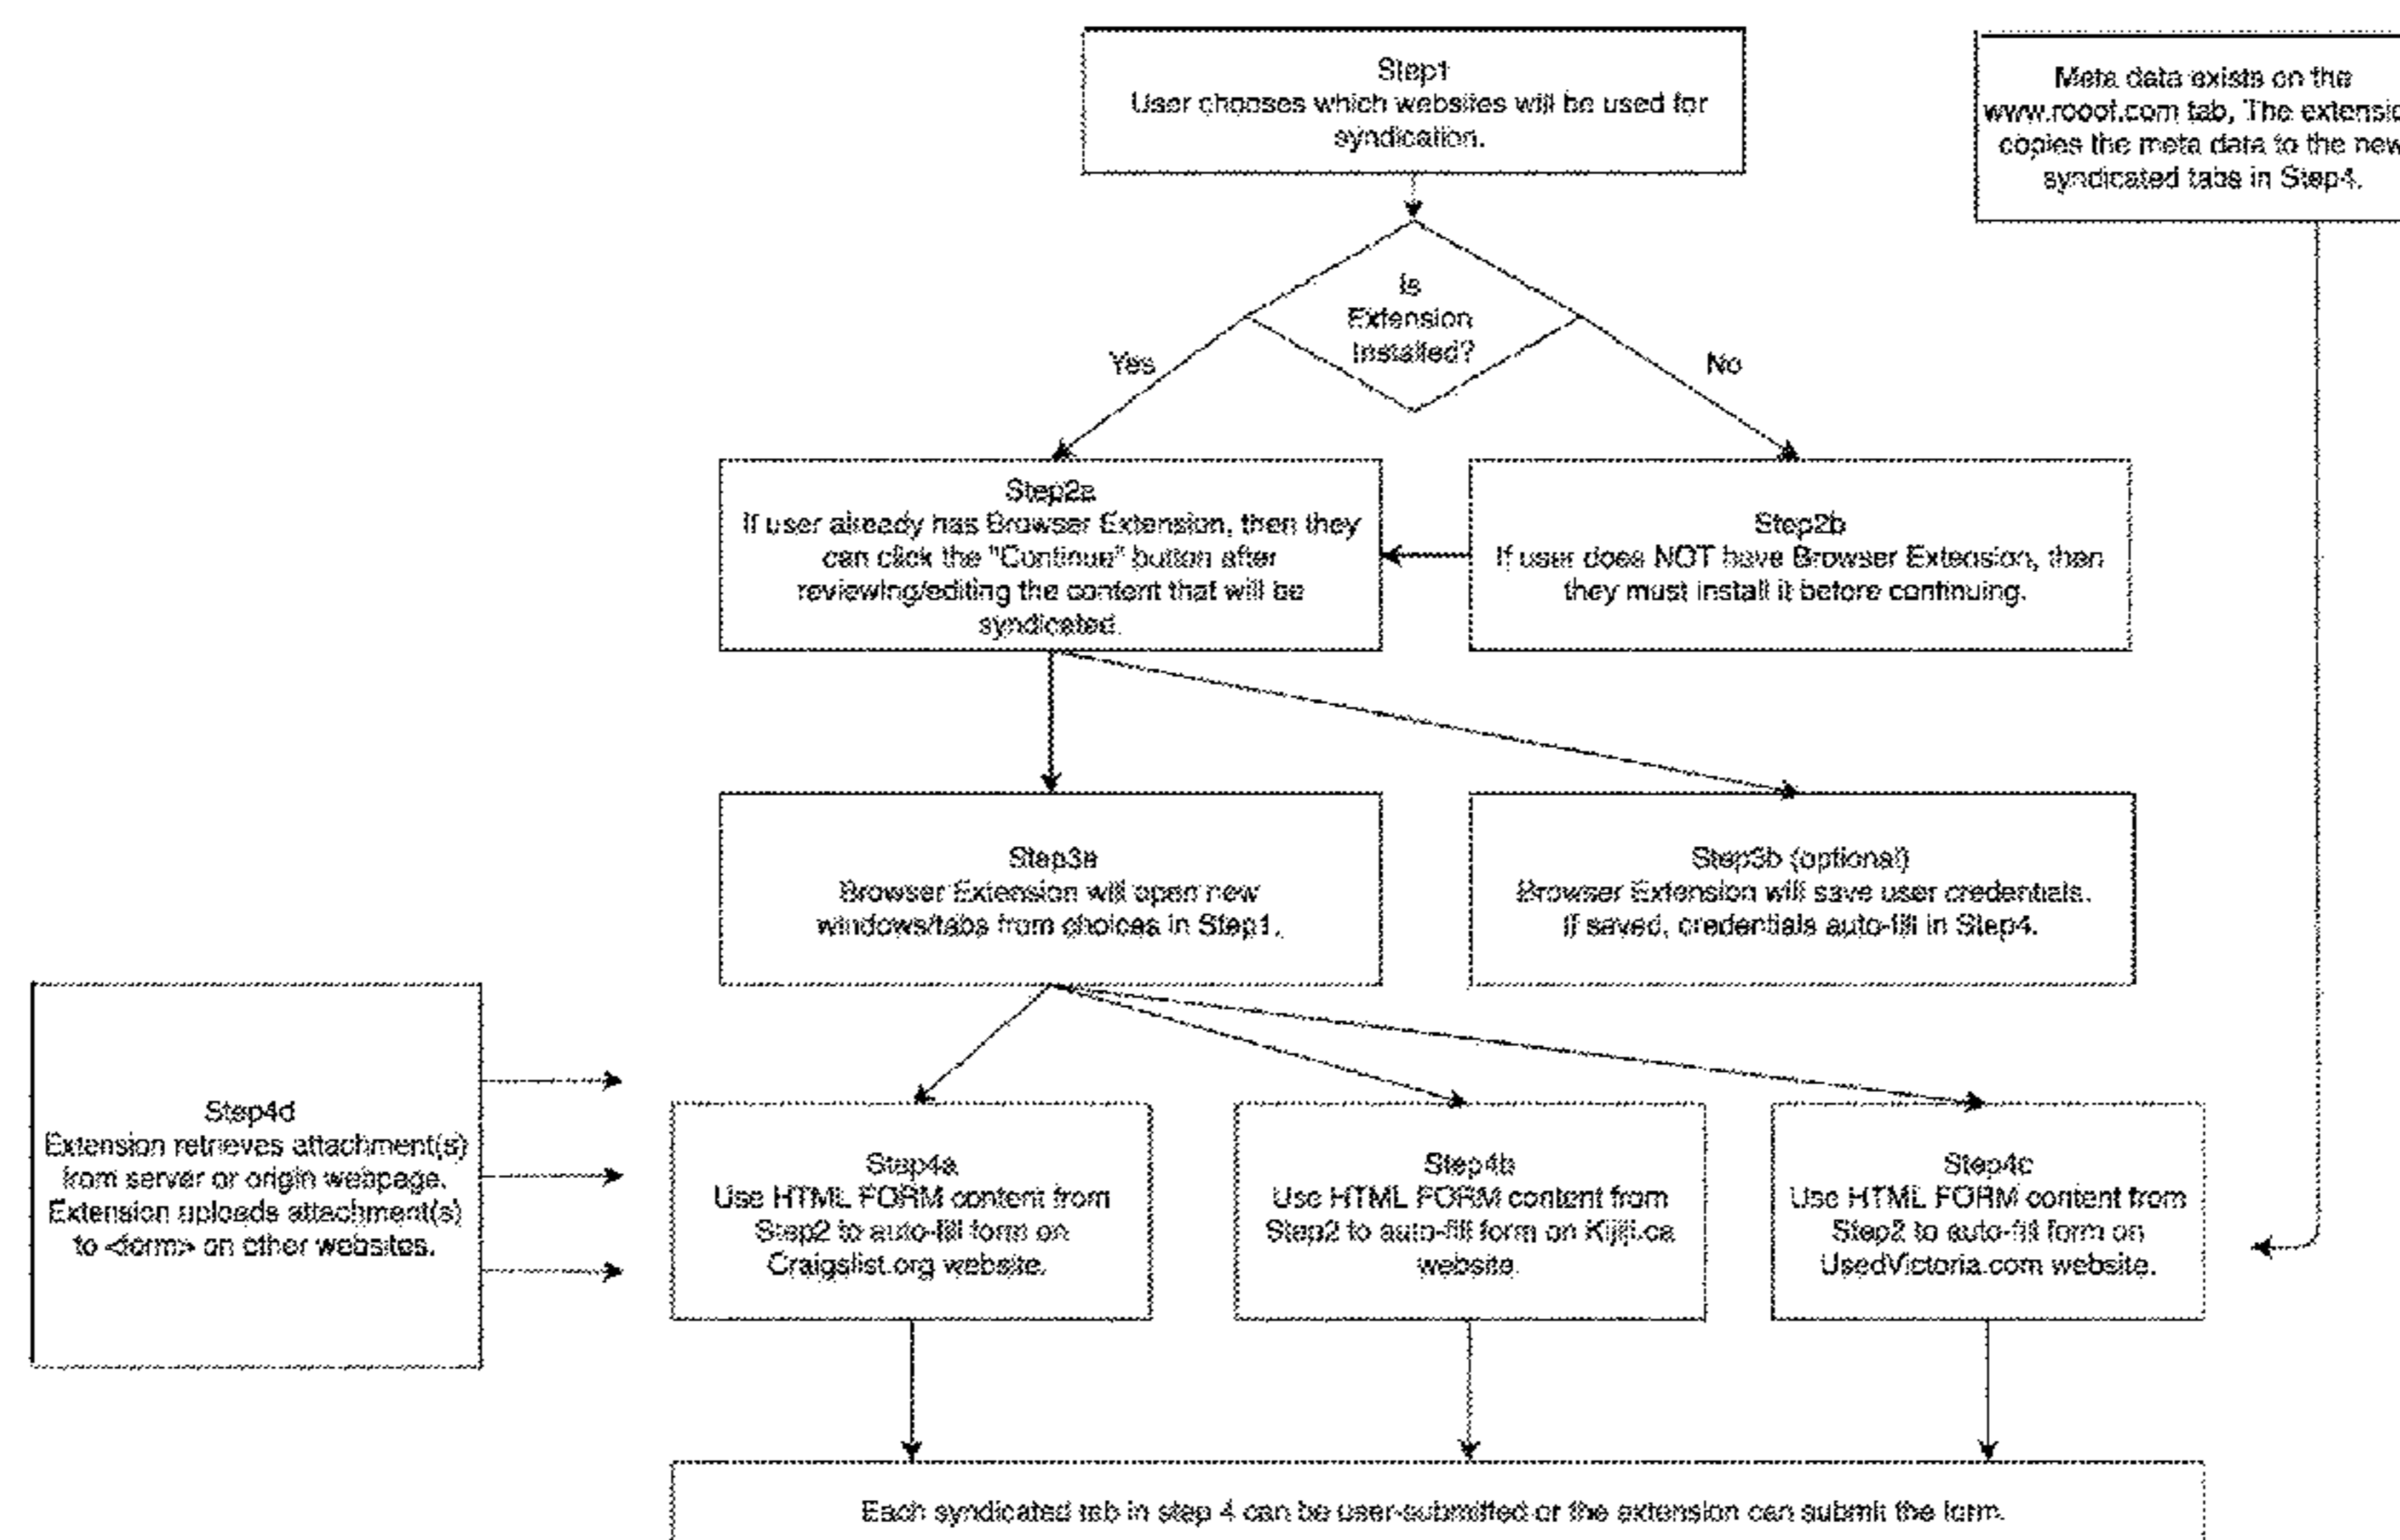 Step1
User chooses which websites will be used for
syndication.
Meta data exists on the
www.rooof.com tab, The extensio
copies the meta data to the new
syndicated tabs in Step4.
Is
Extension
Installed?
Yes
No
Step2a
If user already has Browser Extension, then they
can click the "Continue" button after
reviewing/editing the content that will be
syndicated.
Step2b
If user does NOT have Browser Extension, then
they must install it before continuing.
Step3a
Browser Extension will open new
windows/tabs from choices in Step1.
Step3b (optional)
Browser Extension will save user credentials.
If saved, credentials auto-fill in Step4.
Step4d
Extension retrieves attachment(s)
from server or origin webpage.
Extension uploads attachment(s)
to <form> on other websites.
Step4a
Use HTML FORM content from
Step2 to auto-fill form on
Craigslist.org website.
Step4b
Use HTML FORM content from
Step2 to auto-fill form on Kijiji.ca
website.
Step4c
Use HTML FORM content from
Step2 to auto-fill form on
UsedVictoria.com website.
Each syndicated tab in step 4 can be user-submitted or the extension can submit the form.